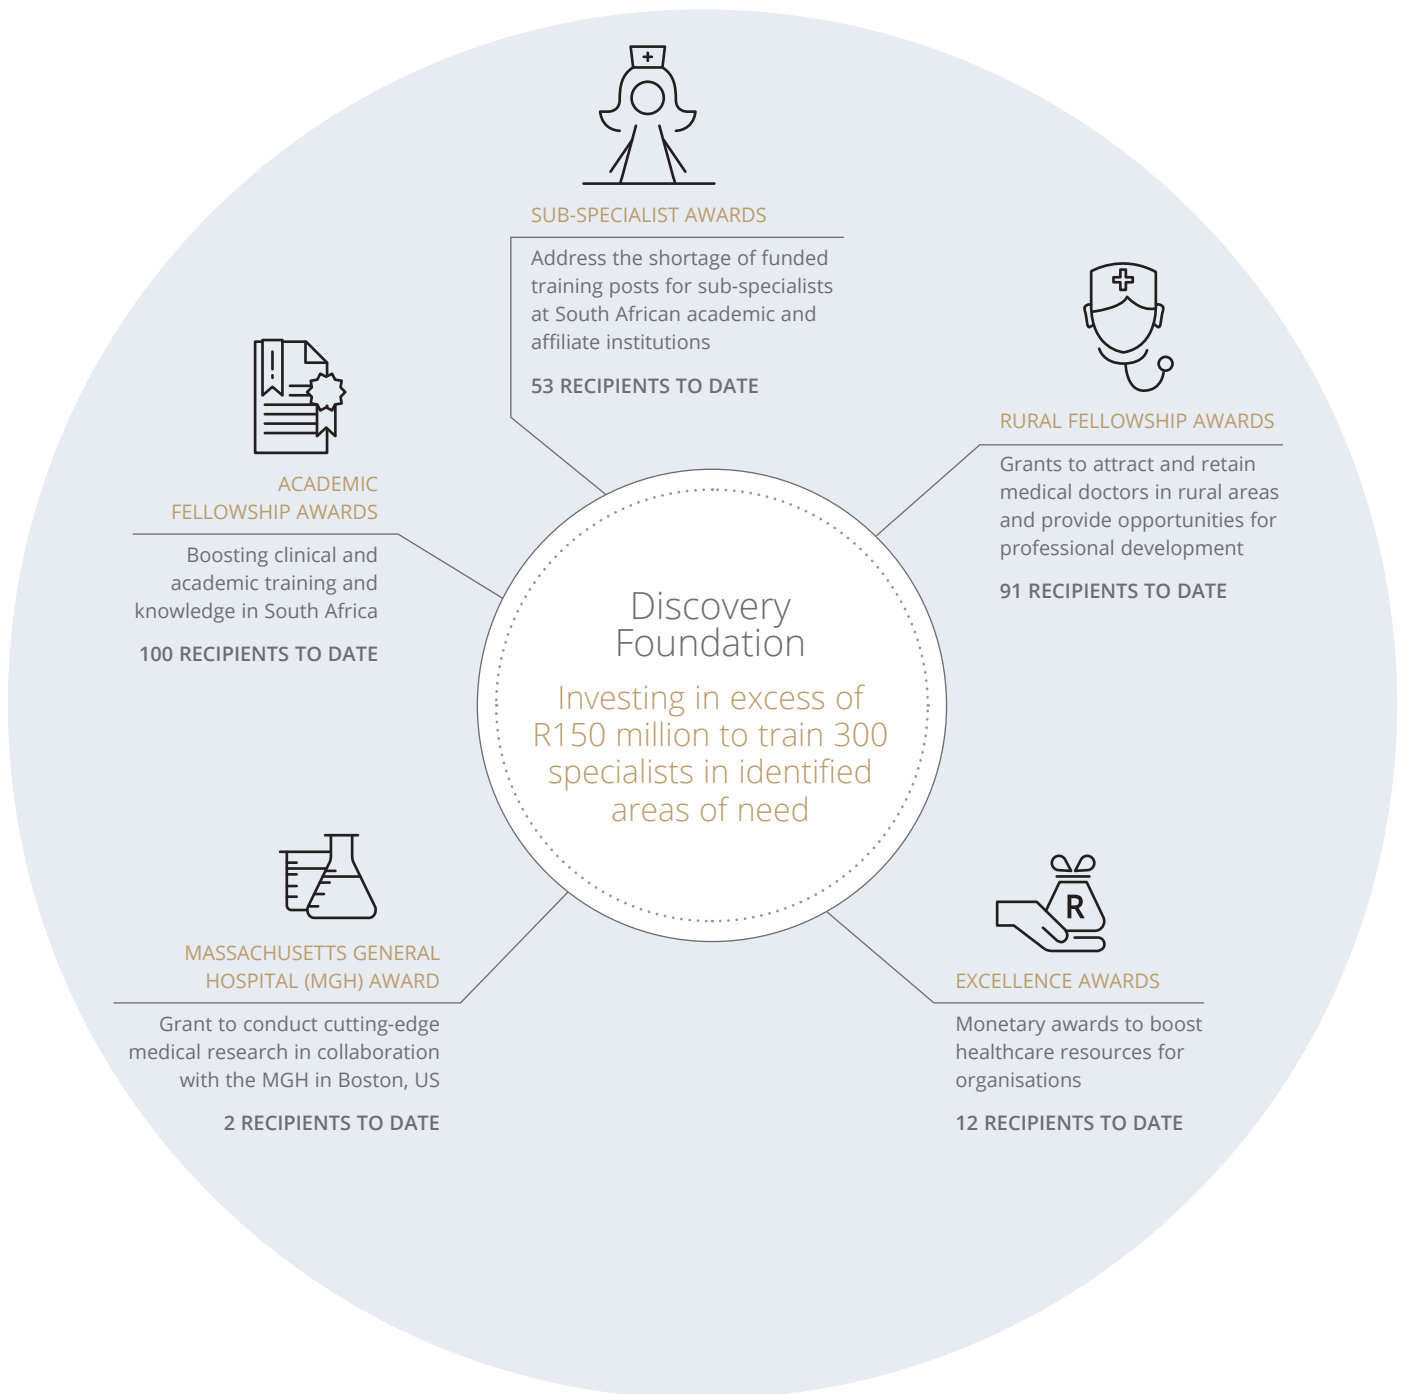 SUB-SPECIALIST AWARDS
Address the shortage of funded
training posts for sub-specialists
at South African academic and
affiliate institutions
53 RECIPIENTS TO DATE
RURAL FELLOWSHIP AWARDS
Grants to attract and retain
medical doctors in rural areas
and provide opportunities for
professional development
91 RECIPIENTS TO DATE
ACADEMIC
FELLOWSHIP AWARDS
Boosting clinical and
academic training and
knowledge in South Africa
100 RECIPIENTS TO DATE
Discovery
Foundation
Investing in excess of
R150 million to train 300
specialists in identified
areas of need
MASSACHUSETTS GENERAL
HOSPITAL (MGH) AWARD
Grant to conduct cutting-edge
medical research in collaboration
with the MGH in Boston, US
2 RECIPIENTS TO DATE
R
EXCELLENCE AWARDS
Monetary awards to boost
healthcare resources for
organisations
12 RECIPIENTS TO DATE